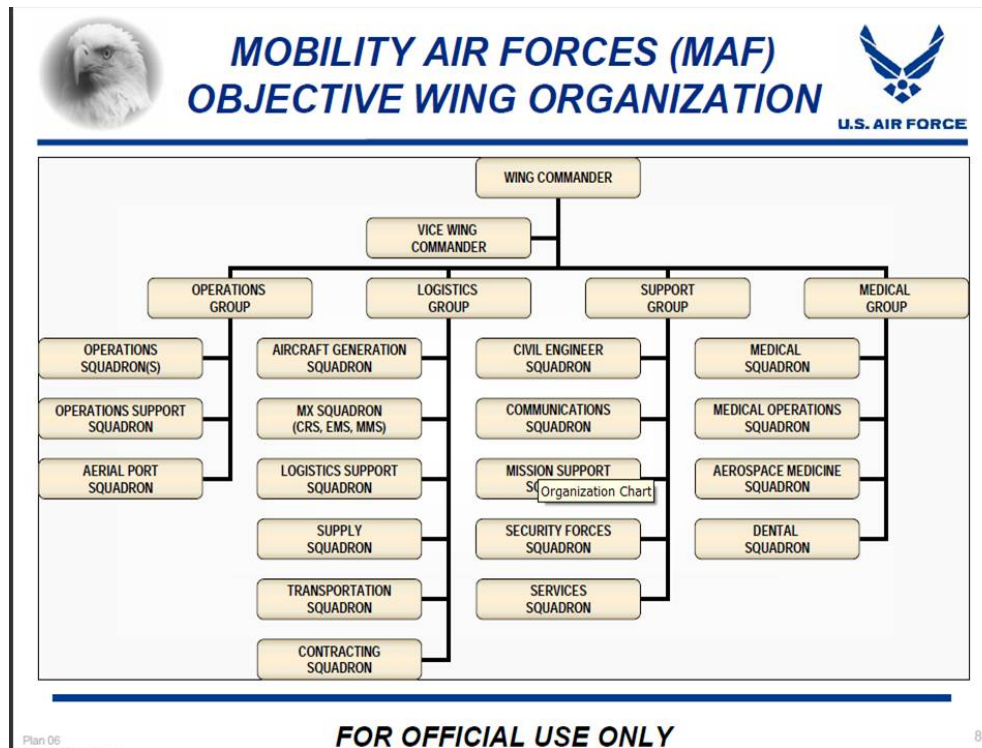 MOBILITY AIR FORCES (MAF)
OBJECTIVE WING ORGANIZATION
U.S. AIR FORCE
WING COMMANDER
VICE WING
COMMANDER
OPERATIONS
GROUP
LOGISTICS
GROUP
SUPPORT
GROUP
MEDICAL
GROUP
OPERATIONS
SQUADRON(S)
OPERATIONS SUPPORT
SQUADRON
AERIAL PORT
SQUADRON
AIRCRAFT GENERATION
SQUADRON
MX SQUADRON
(CRS, EMS, MMS)
LOGISTICS SUPPORT
SQUADRON
SUPPLY
SQUADRON
TRANSPORTATION
SQUADRON
CONTRACTING
SQUADRON
CIVIL ENGINEER
SQUADRON
COMMUNICATIONS
SQUADRON
MISSION SUPPORT
Organization Chart
SECURITY FORCES
SQUADRON
SERVICES
SQUADRON
MEDICAL
SQUADRON
MEDICAL OPERATIONS
SQUADRON
AEROSPACE MEDICINE
SQUADRON
DENTAL
SQUADRON
Plan 06
FOR OFFICIAL USE ONLY
8